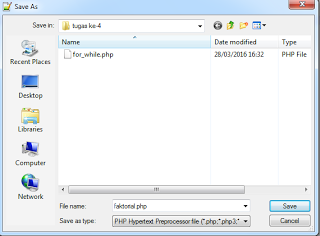 Save As
Save in:
tugas ke-4
Name
Date modified
Type
for_while.php
28/03/2016 16:32
PHP File
Recent Places
Desktop
Libraries
Computer
Network
File name:
faktorial.php
Save
Save as type:
PHP Hypertext Preprocessor file (*.php;*.php3;*
Cancel